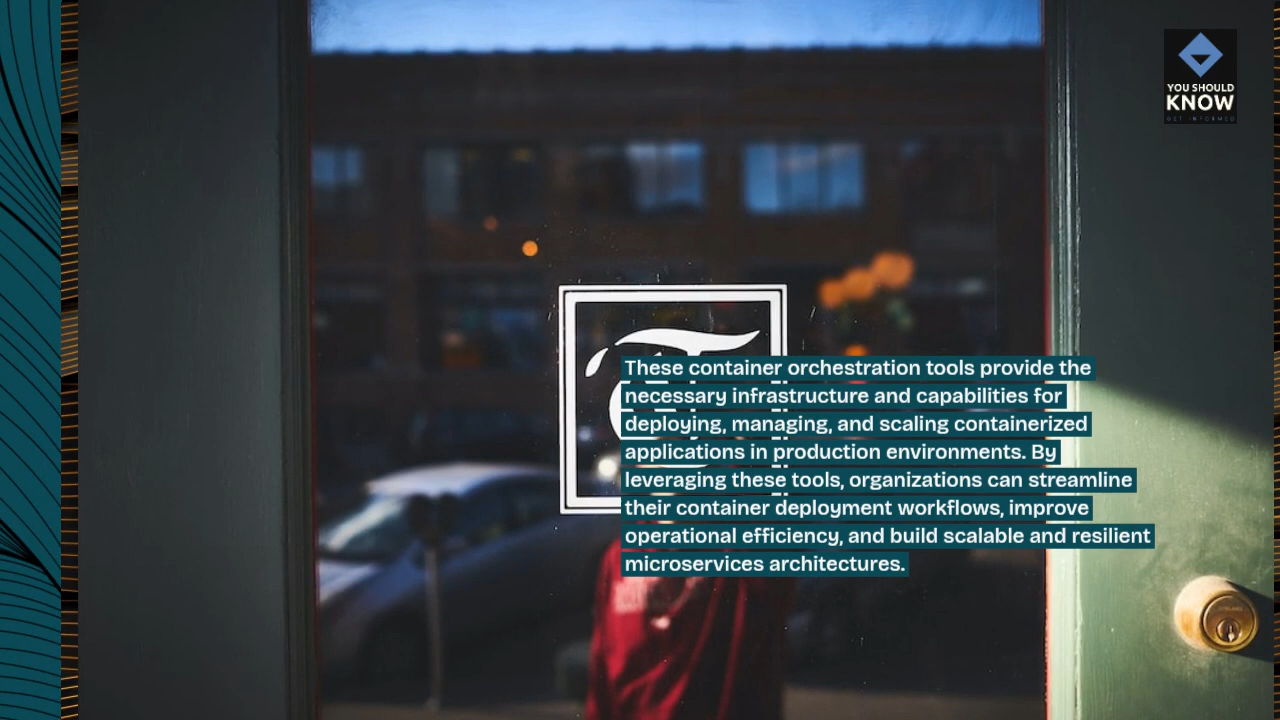 YOU SHOULD
KNOW
GET INFORMED
These container orchestration tools provide the
necessary infrastructure and capabilities for
deploying, managing, and scaling containerized
applications in production environments. By
leveraging these tools, organizations can streamline
their container deployment workflows, improve
operational efficiency, and build scalable and resilient
microservices architectures.